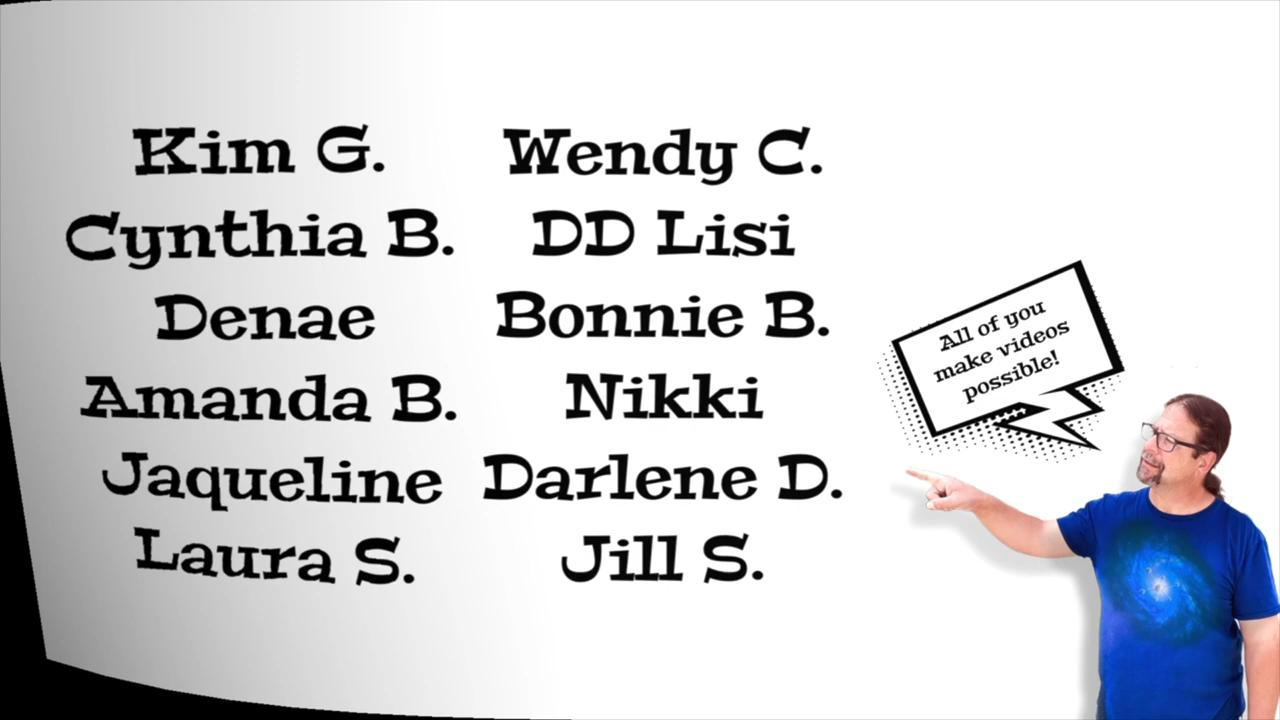 Kim G.
Cynthia B.
Denae
Amanda B.
Jaqueline
Laura S.
Wendy C.
DD Lisi
Bonnie B.
Nikki
Darlene D.
Jill S.
All of you
make videos
possible!